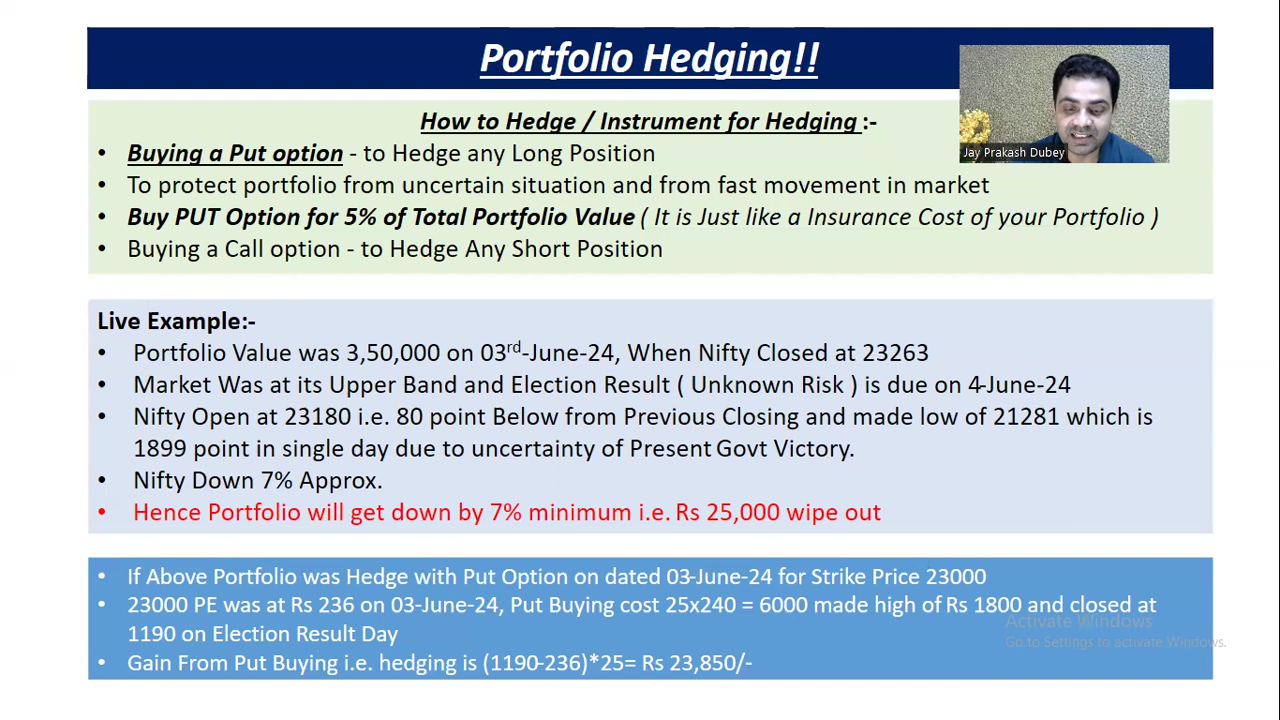 Portfolio Hedging!!
How to Hedge / Instrument for Hedging :-
• Buying a Put option - to Hedge any Long Position
• To protect portfolio from uncertain situation and from fast movement in market
• Buy PUT Option for 5% of Total Portfolio Value ( It is Just like a Insurance Cost of your Portfolio )
• Buying a Call option - to Hedge Any Short Position
Jay Prakash Dubey
Live Example:-
• Portfolio Value was 3,50,000 on 03rd-June-24, When Nifty Closed at 23263
• Market Was at its Upper Band and Election Result ( Unknown Risk ) is due on 4-June-24
• Nifty Open at 23180 i.e. 80 point Below from Previous Closing and made low of 21281 which is
1899 point in single day due to uncertainty of Present Govt Victory.
• Nifty Down 7% Approx.
• Hence Portfolio will get down by 7% minimum i.e. Rs 25,000 wipe out
• If Above Portfolio was Hedge with Put Option on dated 03-June-24 for Strike Price 23000
• 23000 PE was at Rs 236 on 03-June-24, Put Buying cost 25x240 = 6000 made high of Rs 1800 and closed at
1190 on Election Result Day
• Gain From Put Buying i.e. hedging is (1190-236)*25= Rs 23,850/-
Activate Windows
Go to Settings to activate Windows.